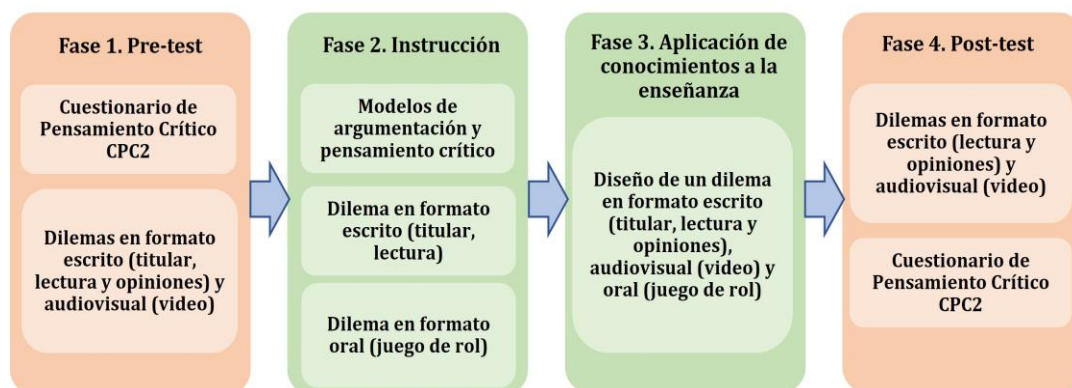 Fase 1. Pre-test
Cuestionario de
Pensamiento Crítico
CPC2
Dilemas en formato
escrito (titular,
lectura y opiniones) y
audiovisual (video)
Fase 2. Instrucción
Modelos de
argumentación y
pensamiento crítico
Dilema en formato
escrito (titular,
lectura)
Dilema en formato
oral (juego de rol)
Fase 3. Aplicación de
conocimientos a la
enseñanza
Diseño de un dilema
en formato escrito
(titular, lectura y
opiniones),
audiovisual (video) y
oral (juego de rol)
Fase 4. Post-test
Dilemas en formato
escrito (lectura y
opiniones) y
audiovisual (video)
Cuestionario de
Pensamiento Crítico
CPC2